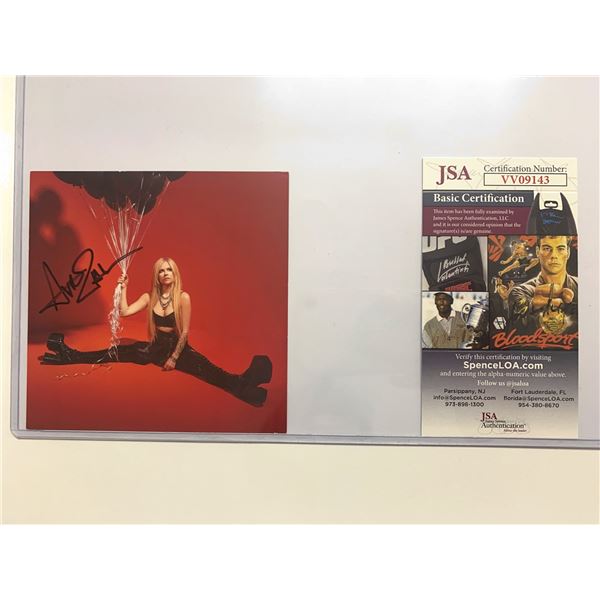 JSA
Certification Number:
VV09143
Basic Certification
This item has been fully examined by
James Spence Authentication, LLC
and it is our considered opinion that the
signature(s) is/are genuine.
UFC
Bloodsport
Verify this certification by visiting
SpenceLOA.com
and entering the alpha-numeric value above.
Follow us @jsaloa
Parsippany, NJ
info@SpenceLOA.com
973-898-1300
Fort Lauderdale, FL
florida@SpenceLOA.com
954-380-8670
JSA
Authentication